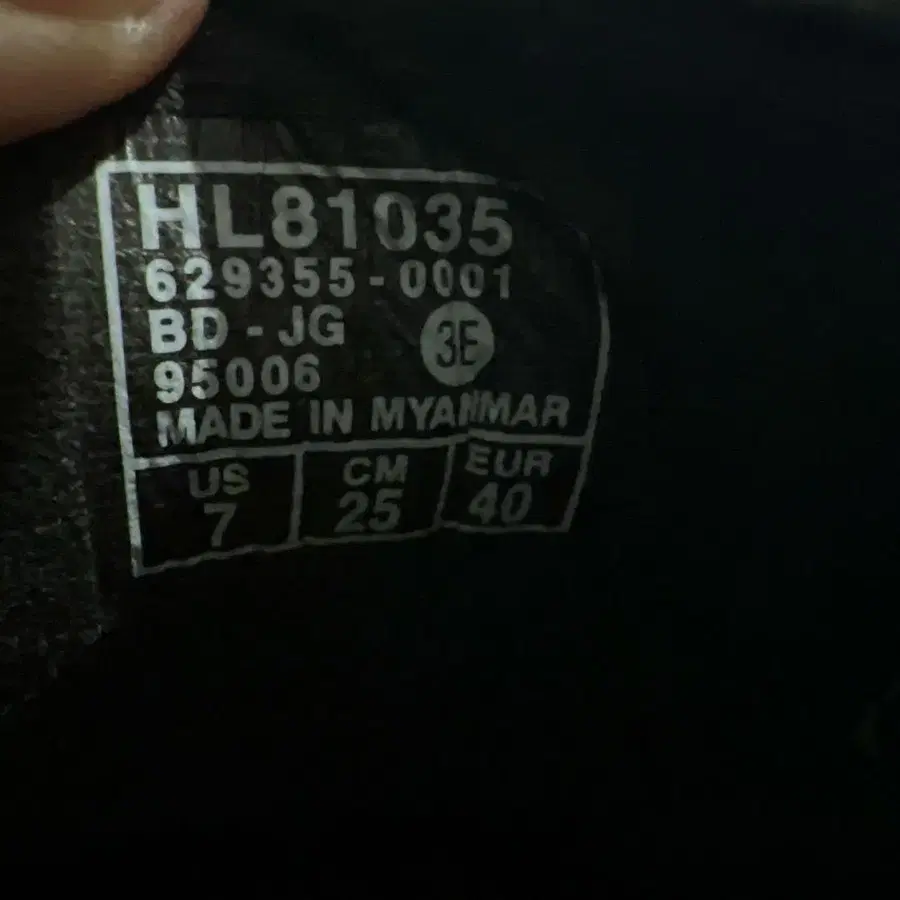 HL81035
629355-0001
BD-JG 3E
95006
MADE IN MYANMAR
US CM EUR
7 25 40